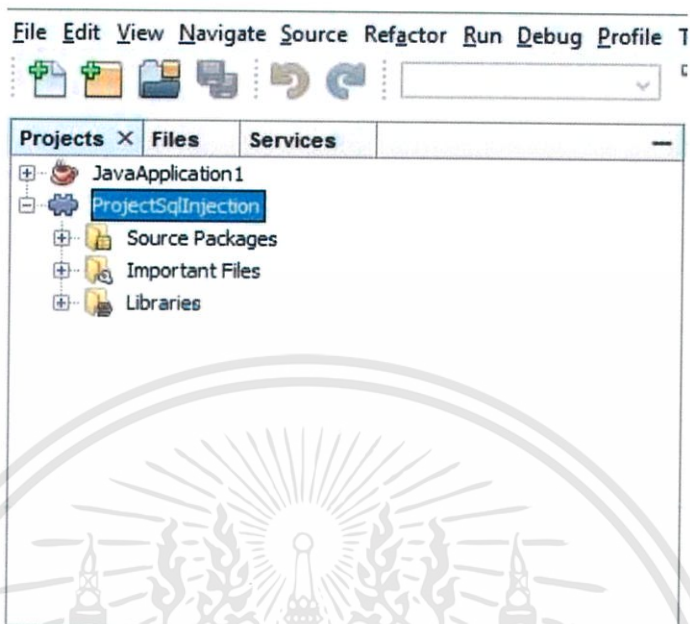 File Edit View Navigate Source Refactor Run Debug Profile T
Projects Files Services
JavaApplication1
ProjectSqlInjection
Source Packages
Important Files
Libraries